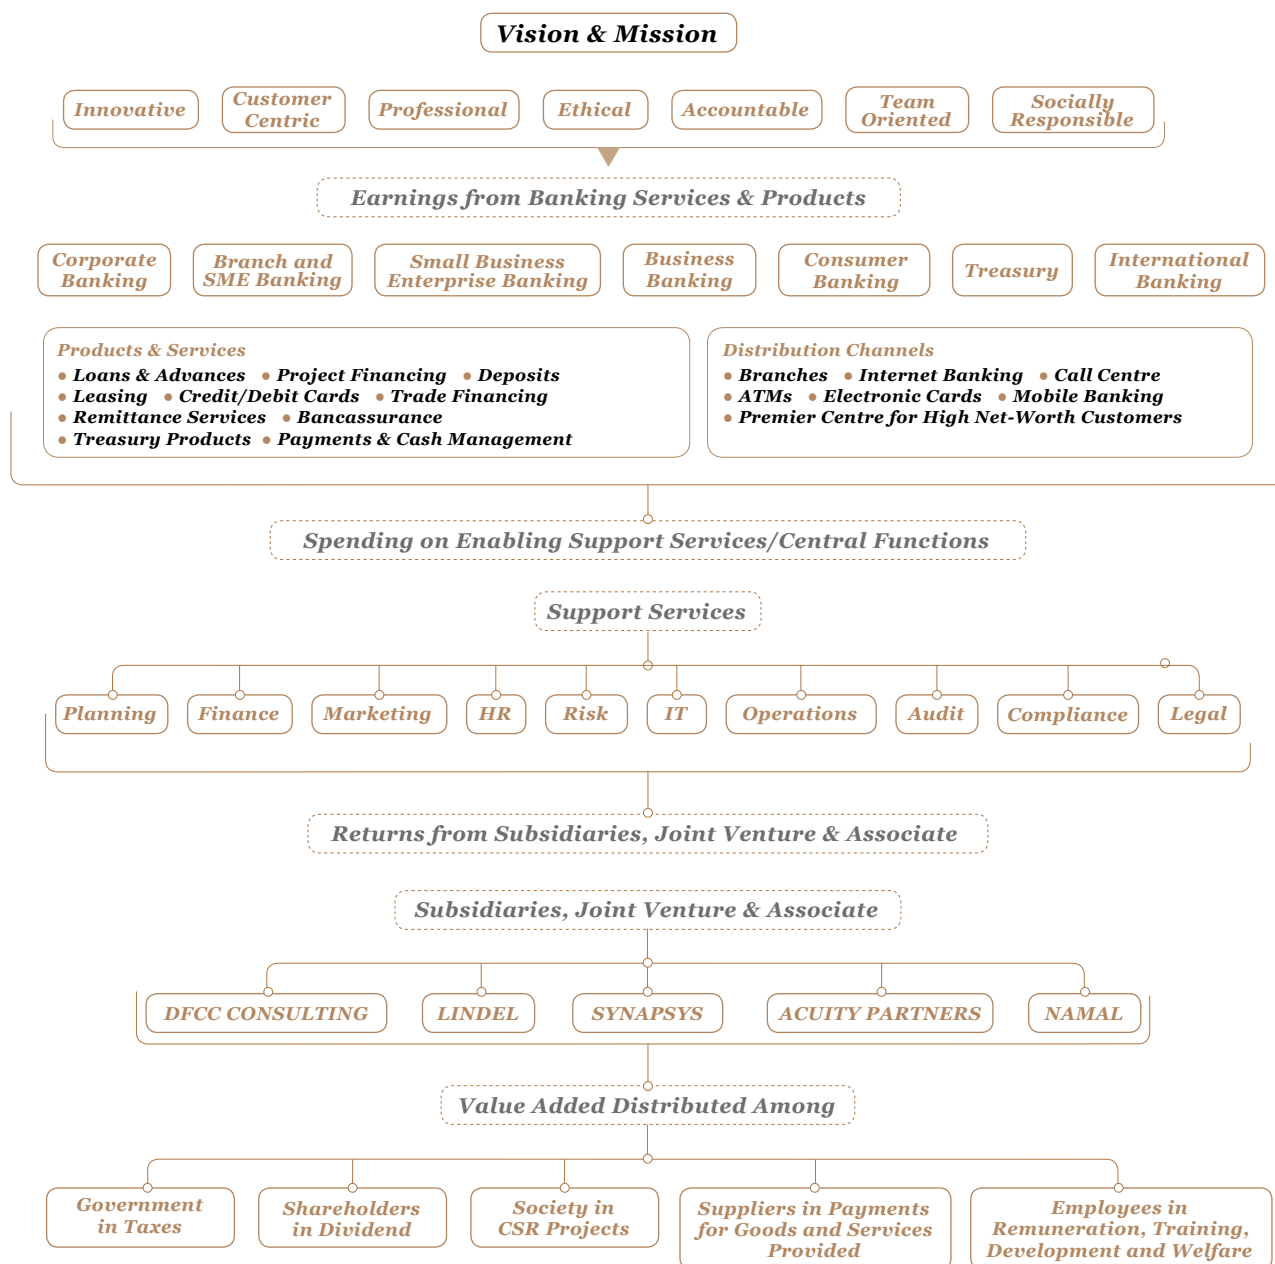 Vision & Mission
Innovative
Customer
Centric
Professional
Ethical
Accountable
Team
Oriented
Socially
Responsible
Earnings from Banking Services & Products
Corporate
Banking
Branch and
SME Banking
Small Business
Enterprise Banking
Business
Banking
Consumer
Banking
Treasury
International
Banking
Products & Services
• Loans & Advances • Project Financing • Deposits
• Leasing • Credit/Debit Cards • Trade Financing
• Remittance Services • Bancassurance
• Treasury Products • Payments & Cash Management
Distribution Channels
• Branches • Internet Banking • Call Centre
• ATMs • Electronic Cards • Mobile Banking
• Premier Centre for High Net-Worth Customers
Spending on Enabling Support Services/Central Functions
Support Services
Planning
Finance
Marketing
HR
Risk
IT
Operations
Audit
Compliance
Legal
Returns from Subsidiaries, Joint Venture & Associate
Subsidiaries, Joint Venture & Associate
DFCC CONSULTING
LINDEL
SYNAPSYS
ACUITY PARTNERS
NAMAL
Value Added Distributed Among
Government
in Taxes
Shareholders
in Dividend
Society in
CSR Projects
Suppliers in Payments
for Goods and Services
Provided
Employees in
Remuneration, Training,
Development and Welfare